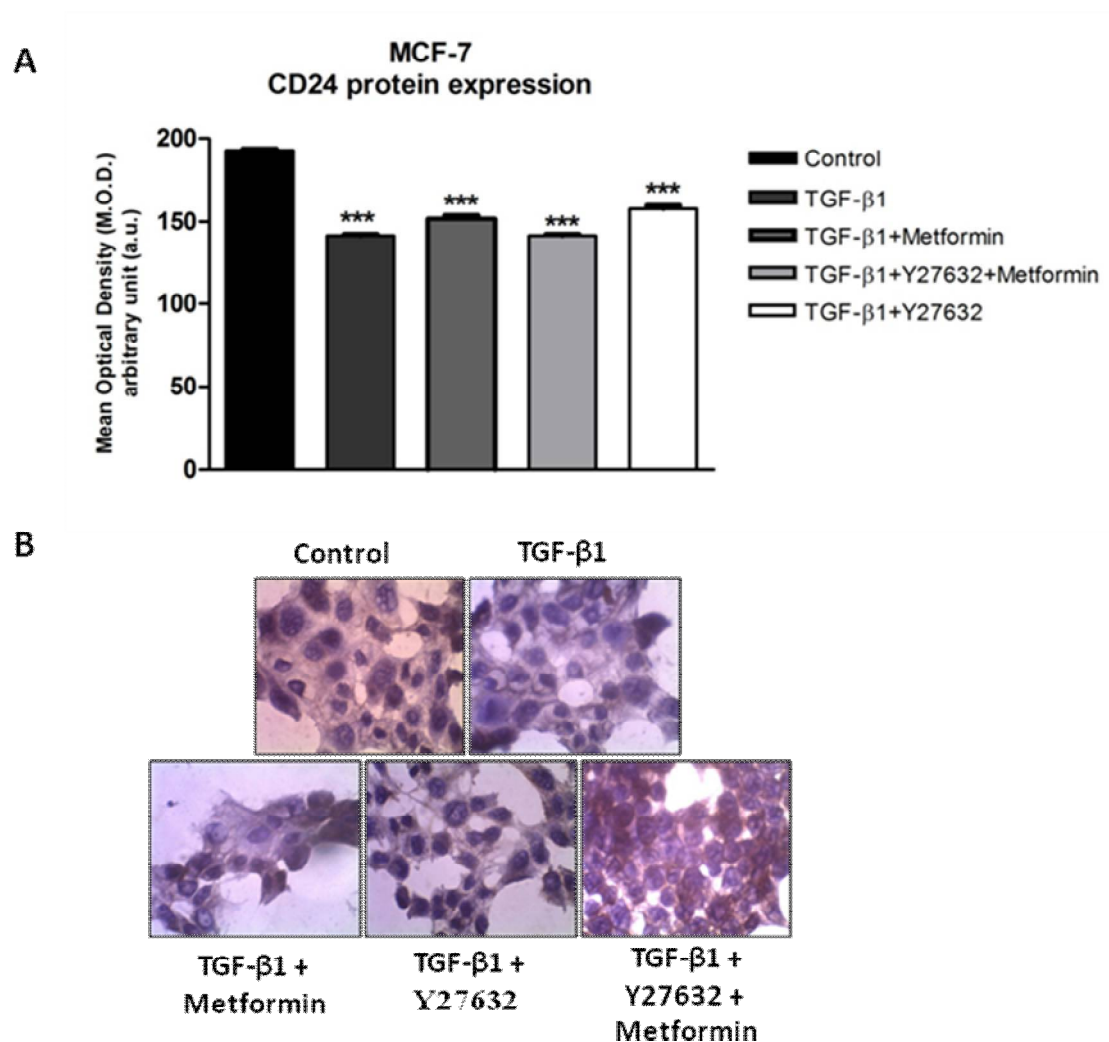 A
MCF-7
CD24 protein expression
Mean Optical Density (M.O.D.)
arbitrary unit (a.u.)
200
150
100
50
0
***
***
***
***
Control
TGF-β1
TGF-β1+Metformin
TGF-β1+Y27632+Metformin
TGF-β1+Y27632
B
Control
TGF-β1
TGF-β1 +
Metformin
TGF-β1 +
Y27632
TGF-β1 +
Y27632 +
Metformin